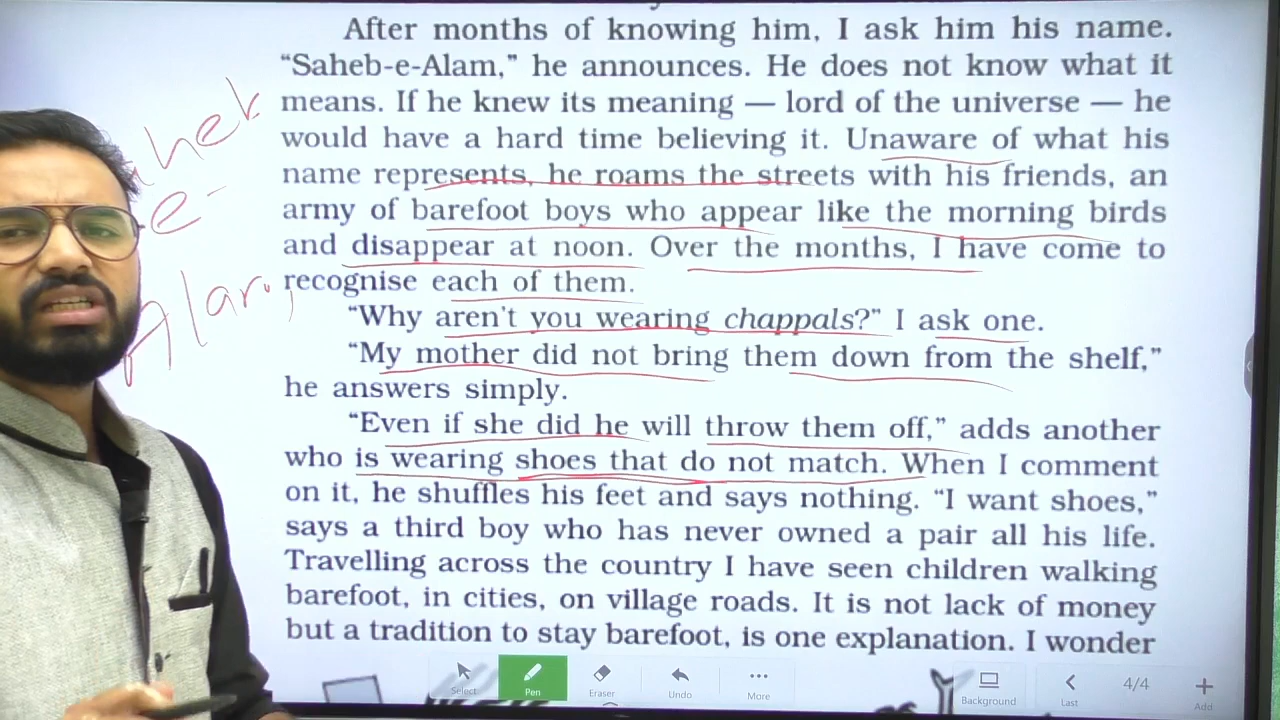 After months of knowing him, I ask him his name.
“Saheb-e-Alam,” he announces. He does not know what it
means. If he knew its meaning — lord of the universe — he
would have a hard time believing it. Unaware of what his
name represents, he roams the streets with his friends, an
army of barefoot boys who appear like the morning birds
and disappear at noon. Over the months, I have come to
recognise each of them.
“Why aren't you wearing chappals?” I ask one.
“My mother did not bring them down from the shelf,”
he answers simply.
“Even if she did he will throw them off,” adds another
who is wearing shoes that do not match. When I comment
on it, he shuffles his feet and says nothing. “I want shoes,”
says a third boy who has never owned a pair all his life.
Travelling across the country I have seen children walking
barefoot, in cities, on village roads. It is not lack of money
but a tradition to stay barefoot, is one explanation. I wonder
heb
e-
Alam,
Select
Pen
Eraser
Undo
More
Background
Last
4/4
Add